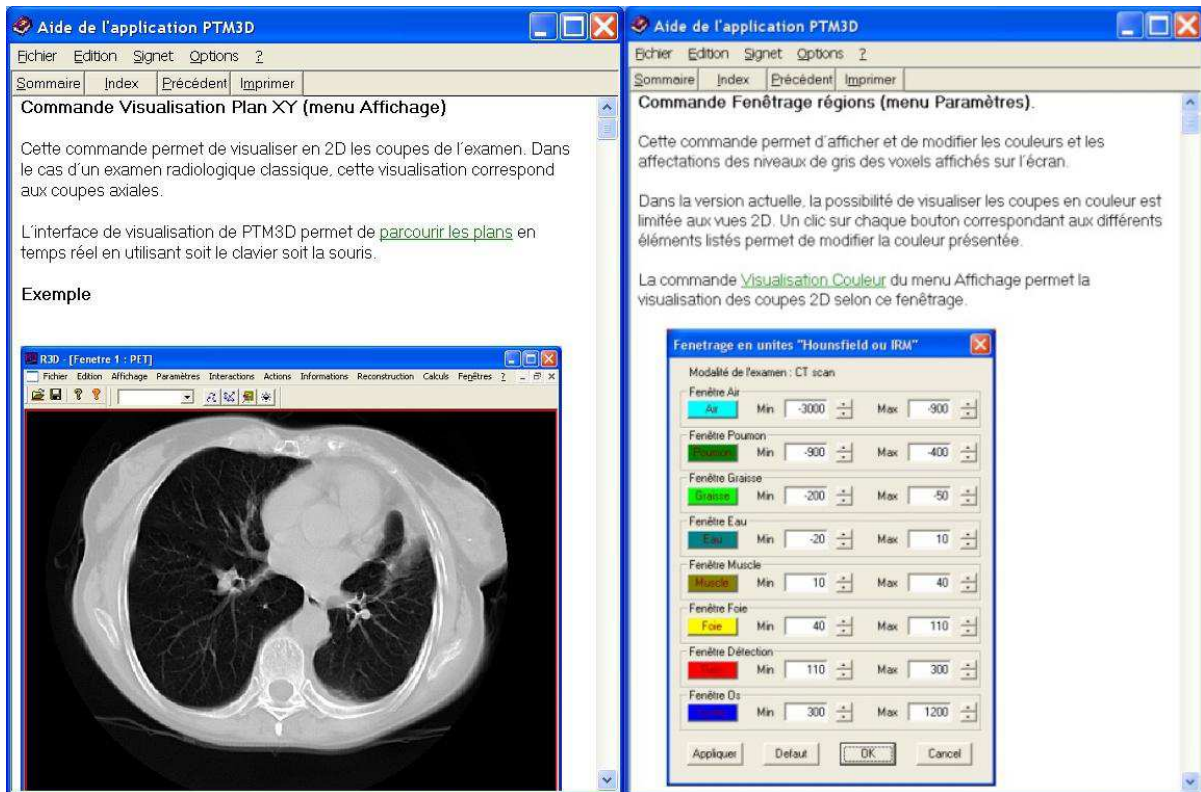 Aide de l'application PTM3D
Fichier Edition Signet Options ?
Sommaire Index Précédent Imprimer
Commande Visualisation Plan XY (menu Affichage)
Cette commande permet de visualiser en 2D les coupes de l'examen. Dans
le cas d'un examen radiologique classique, cette visualisation correspond
aux coupes axiales.
L'interface de visualisation de PTM3D permet de parcourir les plans en
temps réel en utilisant soit le clavier soit la souris.
Exemple
R3D - [Fenetre 1 : PET]
Fichier Edition Affichage Paramètres Interactions Actions Informations Reconstruction Calculs Fenêtres ?
Aide de l'application PTM3D
Fichier Edition Signet Options ?
Sommaire Index Précédent Imprimer
Commande Fenêtrage régions (menu Paramètres).
Cette commande permet d'afficher et de modifier les couleurs et les
affectations des niveaux de gris des voxels affichés sur l'écran.
Dans la version actuelle, la possibilité de visualiser les coupes en couleur est
limitée aux vues 2D. Un clic sur chaque bouton correspondant aux différents
éléments listés permet de modifier la couleur présentée.
La commande Visualisation Couleur du menu Affichage permet la
visualisation des coupes 2D selon ce fenêtrage.
Fenetrage en unites "Hounsfield ou IRM"
Modalité de l'examen : CT scan
Fenêtre Air
Air Min -3000 Max -900
Fenêtre Poumon
Poumon Min -900 Max -400
Fenêtre Graisse
Graisse Min -200 Max -50
Fenêtre Eau
Eau Min -20 Max 10
Fenêtre Muscle
Muscle Min 10 Max 40
Fenêtre Foie
Foie Min 40 Max 110
Fenêtre Détection
Min 110 Max 300
Fenêtre Os
Min 300 Max 1200
Appliquer Defaut OK Cancel